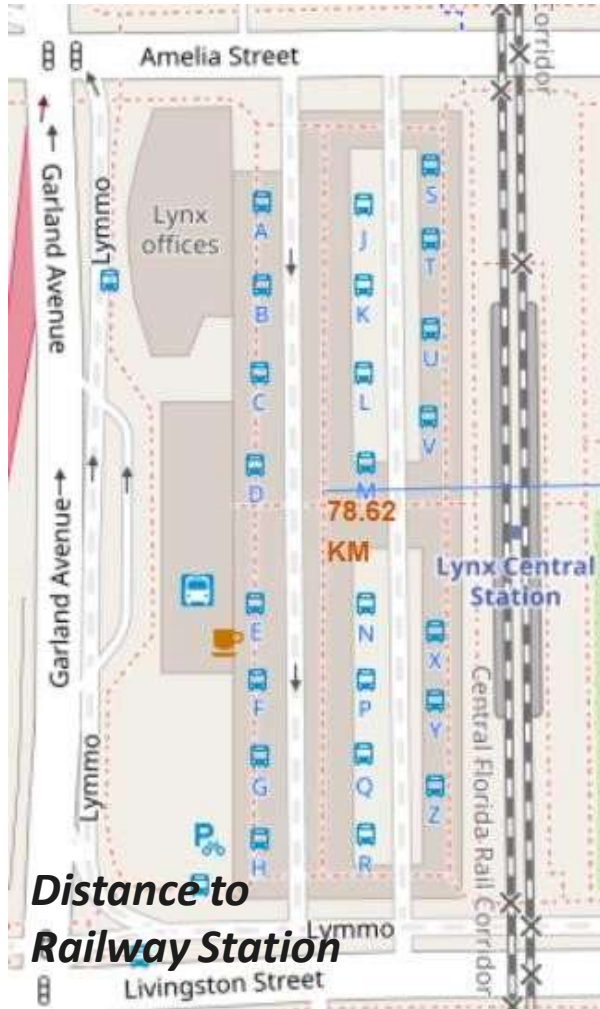 Corridor
Amelia Street
Garland Avenue
Lymmo
Lynx
offices
A
B
C
D
J
K
L
M
S
T
U
V
78.62
KM
Garland Avenue
Lynx Central
Station
E
F
G
H
N
P
Q
R
X
Y
Z
P
Lymmo
Central Florida Rail Corridor
Distance to
Railway Station
Lymmo
Livingston Street